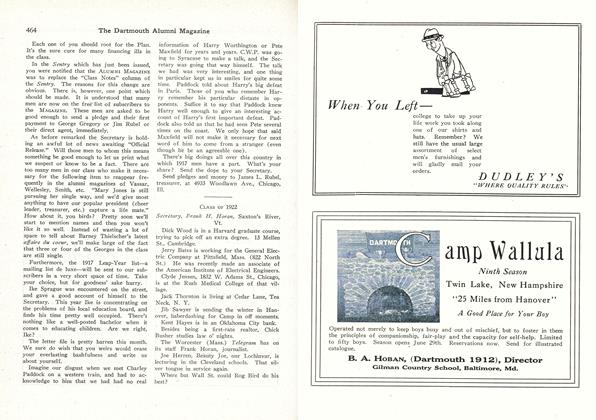 464
The Dartmouth Alumni Magazine
Each one of you should root for the Plan.
It's the sure cure for many financing ills in
the class.
In the Sentry which has just been issued,
you were notified that the ALUMNI MAGAZINE
was to replace the "Class Notes" column of
the Sentry. The reasons for this change are
obvious. There is, however, one point which
should be made. It is understood that many
men are now on the free list of subscribers to
the MAGAZINE. These men are asked to be
good enough to send a pledge and their first
payment to George Gregory or Jim Rubel or
their direct agent, immediately.
As before remarked the Secretary is hold-
ing an awful lot of news awaiting "Official
Release." Will those men to whom this means
something be good enough to let us print what
we suspect or know to be a fact. There are
too many men in our class who make it neces-
sary for the following item to reappear fre-
quently in the alumni magazines of Vassar,
Wellesley, Smith, etc. "Mary Jones is still
pursuing her single way, and we'd give most
anything to have our popular president (cheer
leader, treasurer, etc.) capture a life mate."
How about it, you birds? Pretty soon we'll
start to mention names and then you won't
like it so well. Instead of wanting a lot of
space to tell about Barney Thielscher's latest
affaire du coeur, we'll make large of the fact
that three or four of the Georges in the class
are still single.
Furthermore, the 1917 Leap-Year list—a
mailing list de luxe—will be sent to our sub-
scribers in a very short space of time. Take
your choice, but for goodness' sake hurry.
Ike Sprague was encountered on the street,
and gave a good account of himself to the
Secretary. This year Ike is concentrating on
the problems of his local education board, and
finds his time pretty well occupied. There's
nothing like a well-posted bachelor when it
comes to educating children. Are we right,
Ike?
The letter file is pretty barren this month.
We sure do wish that you writers would cease
your everlasting bashfulness and write us
about yourself.
Imagine our disgust when we met Charley
Paddock on a western train, and had to ac-
knowledge to him that we had had no real
information of Harry Worthington or Pete
Maxfield for years and years. C.W.P. was go-
ing to Syracuse to make a talk, and the Sec-
retary was going that way himself. The talk
we had was very interesting, and one thing
in particular kept us in smiles for quite some
time. Paddock told about Harry's big defeat
in Paris. Those of you who remember Har-
ry remember his particular distaste in op-
ponents. Suffice it to say that Paddock knew
Harry well enough to give an interesting ac-
count of Harry's first important defeat. Pad-
dock also told us that he had seen Pete several
times on the coast. We only hope that said
Maxfield will not make it necessary for next
word of him to come from a stranger (even
though he be an agreeable one).
There's big doings all over this country in
which 1917 men have a part. What's your
share? Send the dope to your Secretary.
Send pledges and money to James L. Rubel,
treasurer, at 4933 Woodlawn Ave., Chicago,
Ill.
CLASS OF 1922
Secretary, Frank H. Horan, Saxton's River,
Vt.
Dick Wood is in a Harvard graduate course,
trying to pick off an extra degree. 13 Mellen
St., Cambridge.
Jerry Bates is working for the General Elec-
tric Company at Pittsfield, Mass. (822 North
St.) He was recently made an associate of
the American Institute of Electrical Engineers.
Clyde Jensen, 1832 W. Adams St., Chicago,
is at the Rush Medical College of that vil-
lage.
Jack Thornton is living at Cedar Lane, Tea
Neck, N. Y.
Jib Sawyer is sending the winter in Han-
over, haberdashing for Camp in off moments.
Brent Hayes is in an Oklahoma City bank.
Besides being a first-rate realtor, Chick
Busher studies law o' nights.
The Worcester (Mass.) Telegram has on
its staff Frank Horan, journalist.
Joe Herren, Beauty Joe, our Lochinvar, is
lecturing in the Cleveland schools. That sil-
ver tongue in service again.
Where but Wall St. could Rog Bird do his
best?
When You Left—
college to take up your
life work you took along
one of our shirts and
hats. Remember? We
still have the usual large
assortment of select
men's furnishings and
will gladly mail your
orders.
DUDLEY'S
"WHERE QUALITY RULES"
DARTMOUTH
Camp Wallula
Ninth Season
Twin Lake, New Hampshire
"25 Miles from Hanover"
A Good Place for Your Boy
Operated not merely to keep boys busy and out of mischief, but to foster in them
the principles of companionship, fair-play and the capacity for self-help. Limited
to fifty boys. Season opens June 29th. Reservations now. Send for illustrated
catalogue.
B. A. HOBAN, (Dartmouth 1912), Director
Gilman Country School, Baltimore, Md.